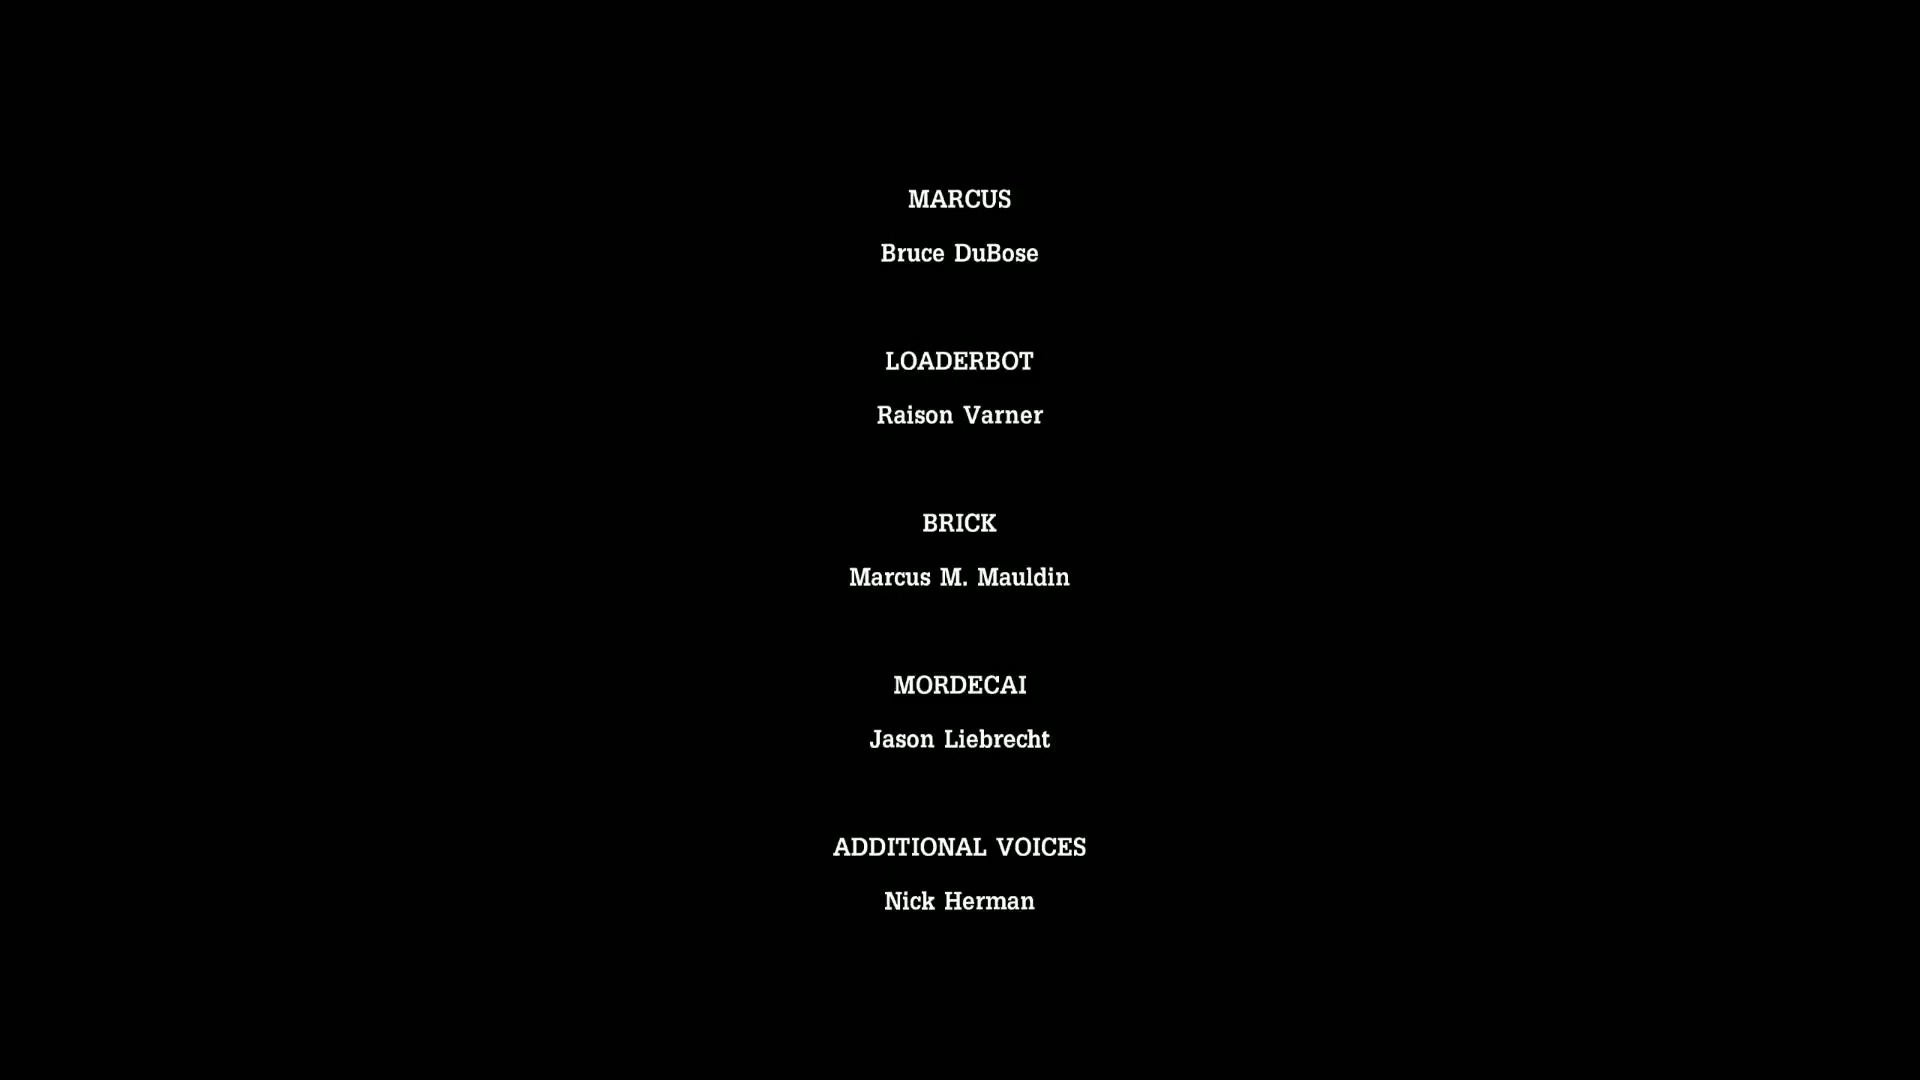 MARCUS
Bruce DuBose
LOADERBOT
Raison Varner
BRICK
Marcus M. Mauldin
MORDECAI
Jason Liebrecht
ADDITIONAL VOICES
Nick Herman